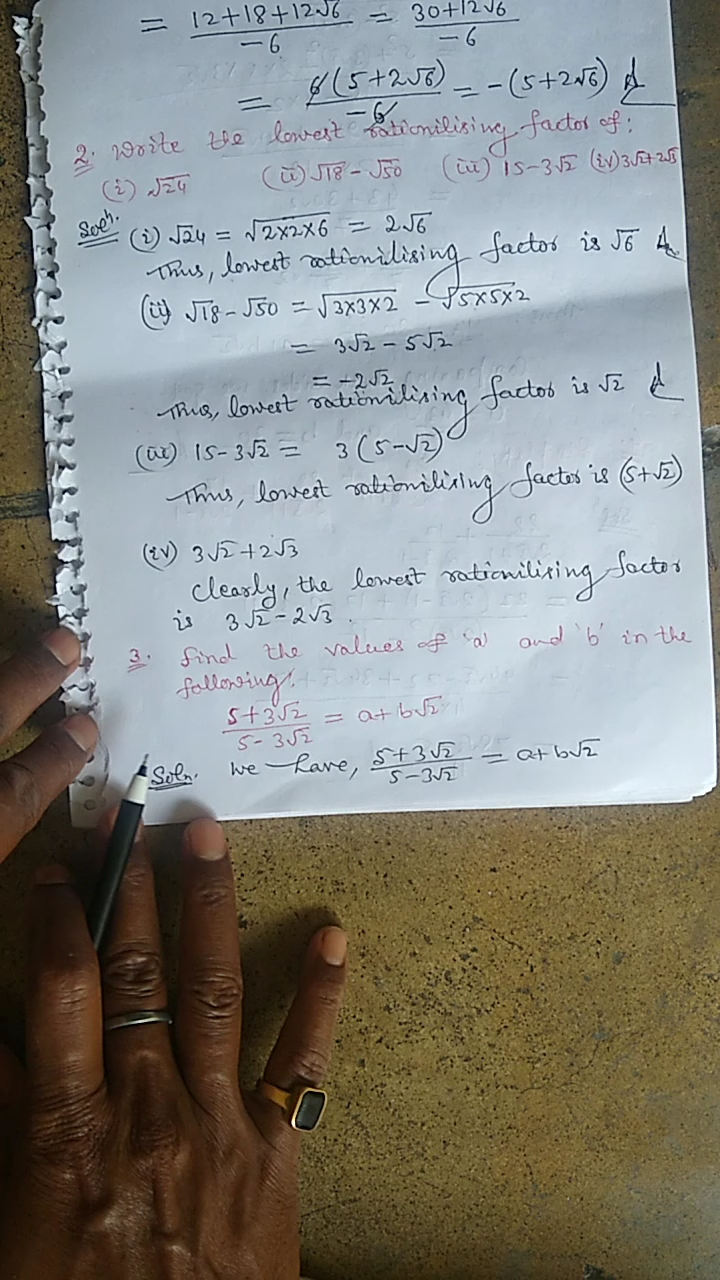 = 12+18+12√6 / -6 = 30+12√6 / -6
= 6(5+2√6) / -6 = -(5+2√6) A
2. Write the lowest rationilising factor of:
(i) √24 (ii) √18-√50 (iii) 15-3√2 (iv) 3√2+2√3
Soln. (i) √24 = √2×2×6 = 2√6
Thus, lowest rationilising factor is √6 A
(ii) √18-√50 = √3×3×2 - √5×5×2
= 3√2 - 5√2
= -2√2
Thus, lowest rationilising factor is √2 A
(iii) 15-3√2 = 3(5-√2)
Thus, lowest rationilising factor is (5+√2)
(iv) 3√2+2√3
Clearly, the lowest rationilising factor
is 3√2-2√3.
3. Find the values of 'a' and 'b' in the
following:
5+3√2 / 5-3√2 = a+b√2
Soln. We have, 5+3√2 / 5-3√2 = a+b√2